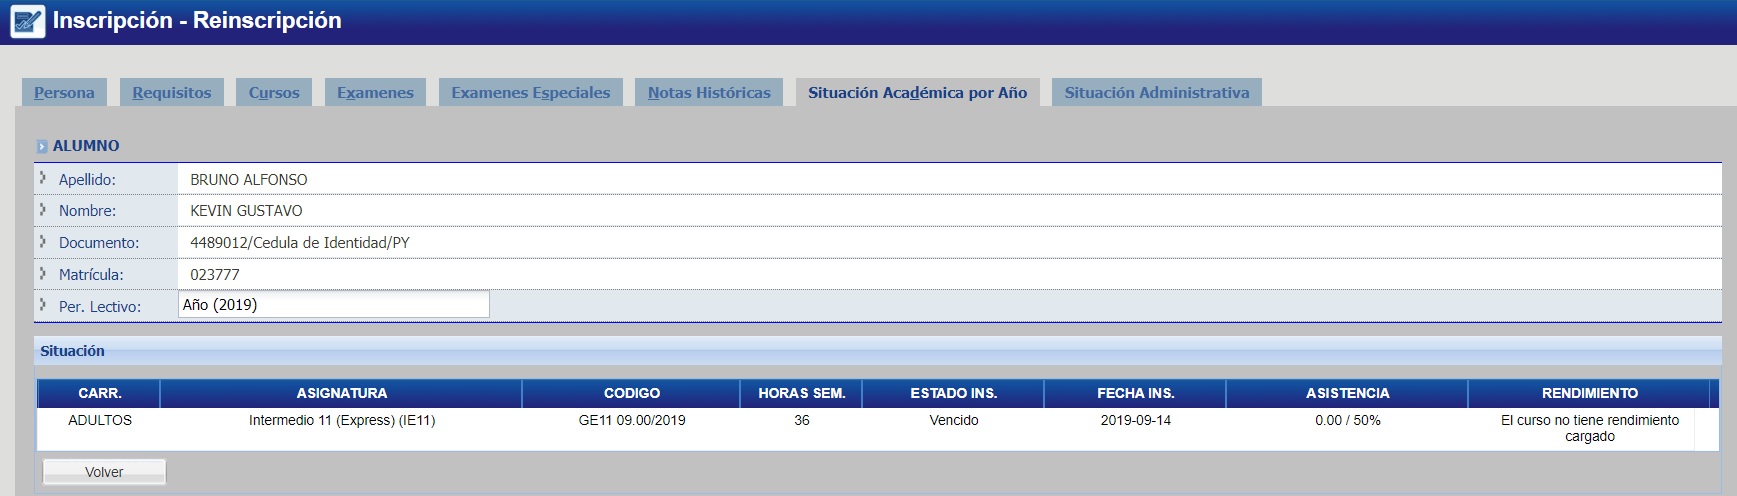 Inscripción - Reinscripción
Persona Requisitos Cursos Examenes Examenes Especiales Notas Históricas Situación Académica por Año Situación Administrativa
ALUMNO
Apellido: BRUNO ALFONSO
Nombre: KEVIN GUSTAVO
Documento: 4489012/Cedula de Identidad/PY
Matrícula: 023777
Per. Lectivo: Año (2019)
Situación
CARR. ASIGNATURA CODIGO HORAS SEM. ESTADO INS. FECHA INS. ASISTENCIA RENDIMIENTO
ADULTOS Intermedio 11 (Express) (IE11) GE11 09.00/2019 36 Vencido 2019-09-14 0.00 / 50% El curso no tiene rendimiento
cargado
Volver